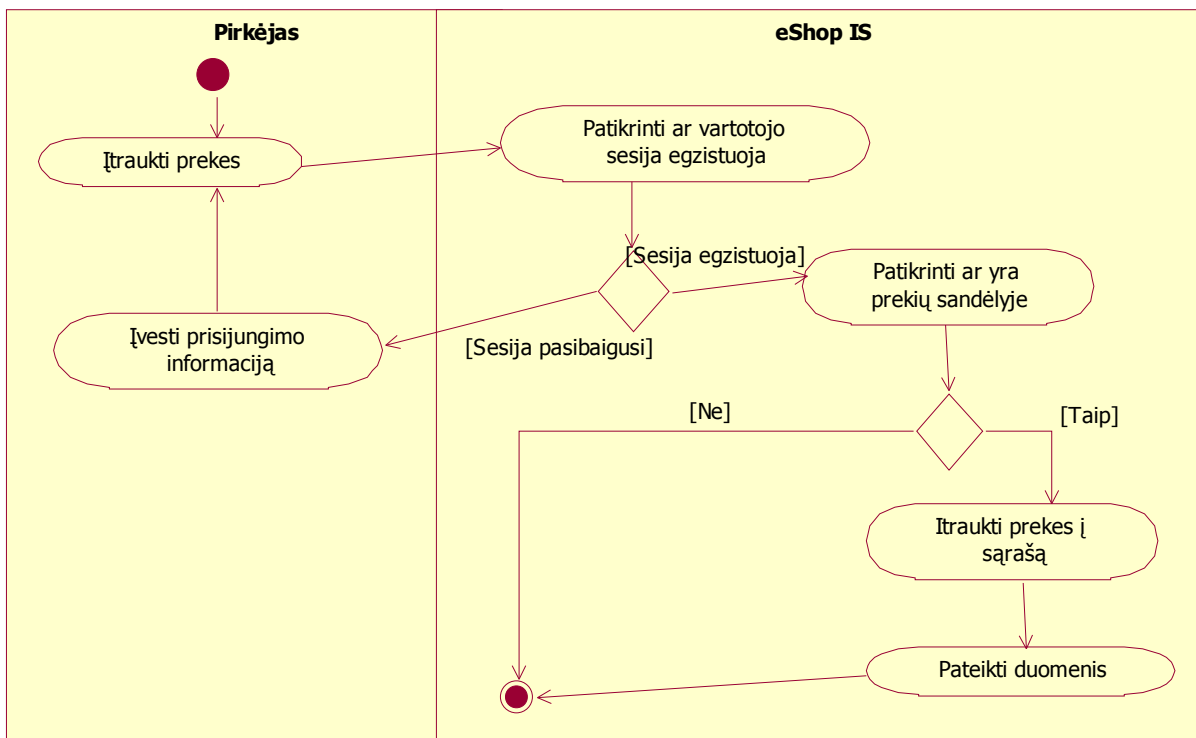 Pirkėjas
eShop IS
Įtraukti prekes
Patikrinti ar vartotojo
sesija egzistuoja
[Sesija egzistuoja]
Patikrinti ar yra
prekių sandėlyje
Įvesti prisijungimo
informaciją
[Sesija pasibaigusi]
[Ne]
[Taip]
Itraukti prekes į
sąrašą
Pateikti duomenis